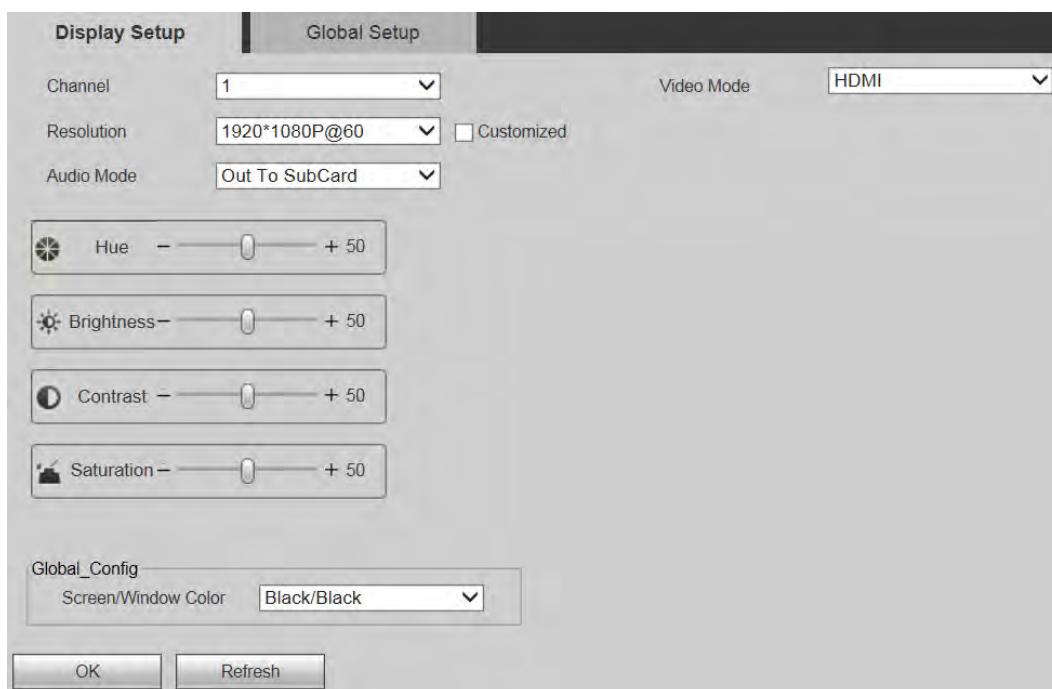 Display Setup Global Setup
Channel 1 Video Mode HDMI
Resolution 1920*1080P@60 Customized
Audio Mode Out To SubCard
Hue - + 50
Brightness - + 50
Contrast - + 50
Saturation - + 50
Global_Config
Screen/Window Color Black/Black
OK Refresh